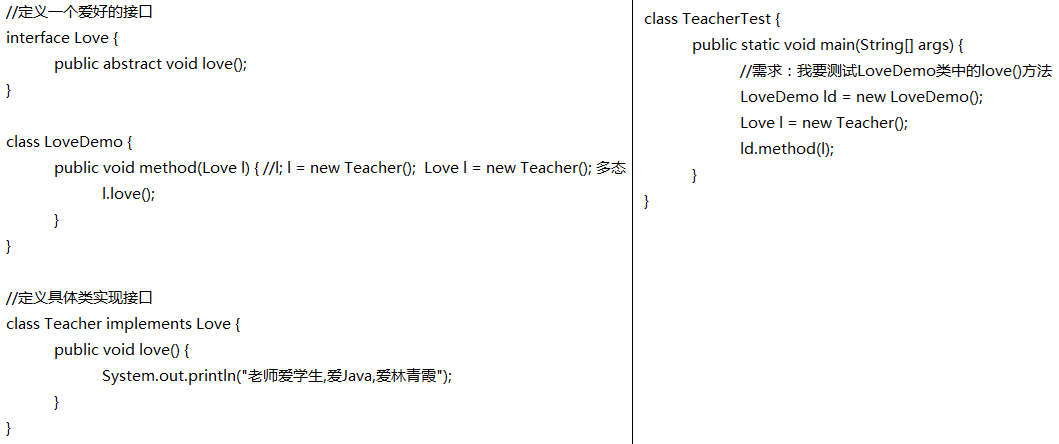 //定义一个爱好的接口
interface Love {
public abstract void love();
}
class LoveDemo {
public void method(Love l) { //l; l = new Teacher();  Love l = new Teacher(); 多态
l.love();
}
}
//定义具体类实现接口
class Teacher implements Love {
public void love() {
System.out.println("老师爱学生,爱Java,爱林青霞");
}
}
class TeacherTest {
public static void main(String[] args) {
//需求：我要测试LoveDemo类中的love()方法
LoveDemo ld = new LoveDemo();
Love l = new Teacher();
ld.method(l);
}
}